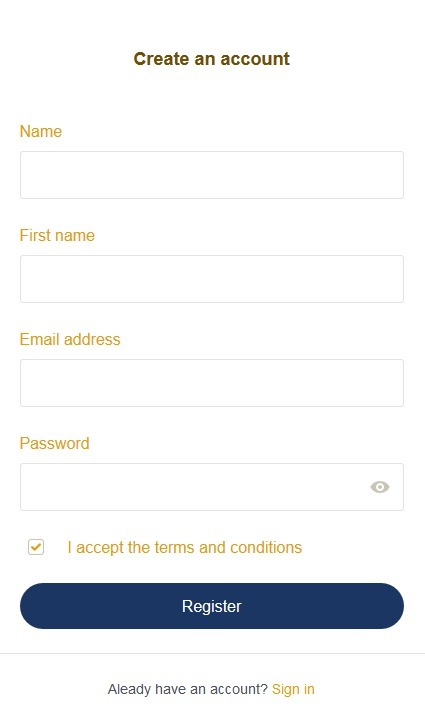 Create an account
Name
First name
Email address
Password
I accept the terms and conditions
Register
Aleady have an account? Sign in